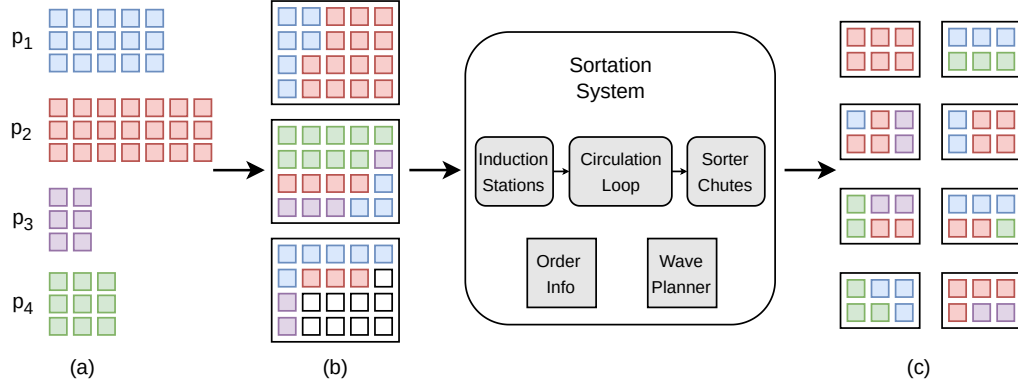 p1
p2
p3
p4
(a)
(b)
Sortation
System
Induction
Stations
Circulation
Loop
Sorter
Chutes
Order
Info
Wave
Planner
(c)